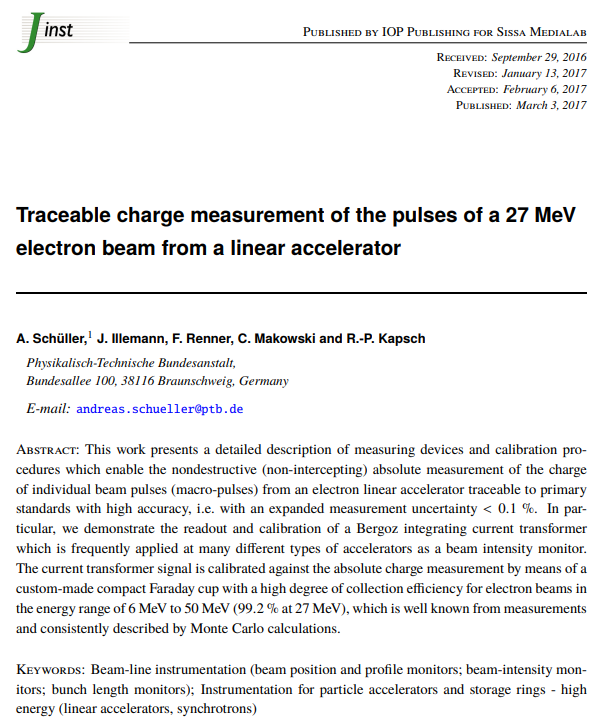 Jinst
Published by IOP Publishing for Sissa Medialab
Received: September 29, 2016
Revised: January 13, 2017
Accepted: February 6, 2017
Published: March 3, 2017
Traceable charge measurement of the pulses of a 27 MeV
electron beam from a linear accelerator
A. Schüller,1 J. Illemann, F. Renner, C. Makowski and R.-P. Kapsch
Physikalisch-Technische Bundesanstalt,
Bundesallee 100, 38116 Braunschweig, Germany
E-mail: andreas.schueller@ptb.de
Abstract: This work presents a detailed description of measuring devices and calibration pro-
cedures which enable the nondestructive (non-intercepting) absolute measurement of the charge
of individual beam pulses (macro-pulses) from an electron linear accelerator traceable to primary
standards with high accuracy, i.e. with an expanded measurement uncertainty < 0.1 %. In par-
ticular, we demonstrate the readout and calibration of a Bergoz integrating current transformer
which is frequently applied at many different types of accelerators as a beam intensity monitor.
The current transformer signal is calibrated against the absolute charge measurement by means of a
custom-made compact Faraday cup with a high degree of collection efficiency for electron beams in
the energy range of 6 MeV to 50 MeV (99.2 % at 27 MeV), which is well known from measurements
and consistently described by Monte Carlo calculations.
Keywords: Beam-line instrumentation (beam position and profile monitors; beam-intensity mon-
itors; bunch length monitors); Instrumentation for particle accelerators and storage rings - high
energy (linear accelerators, synchrotrons)